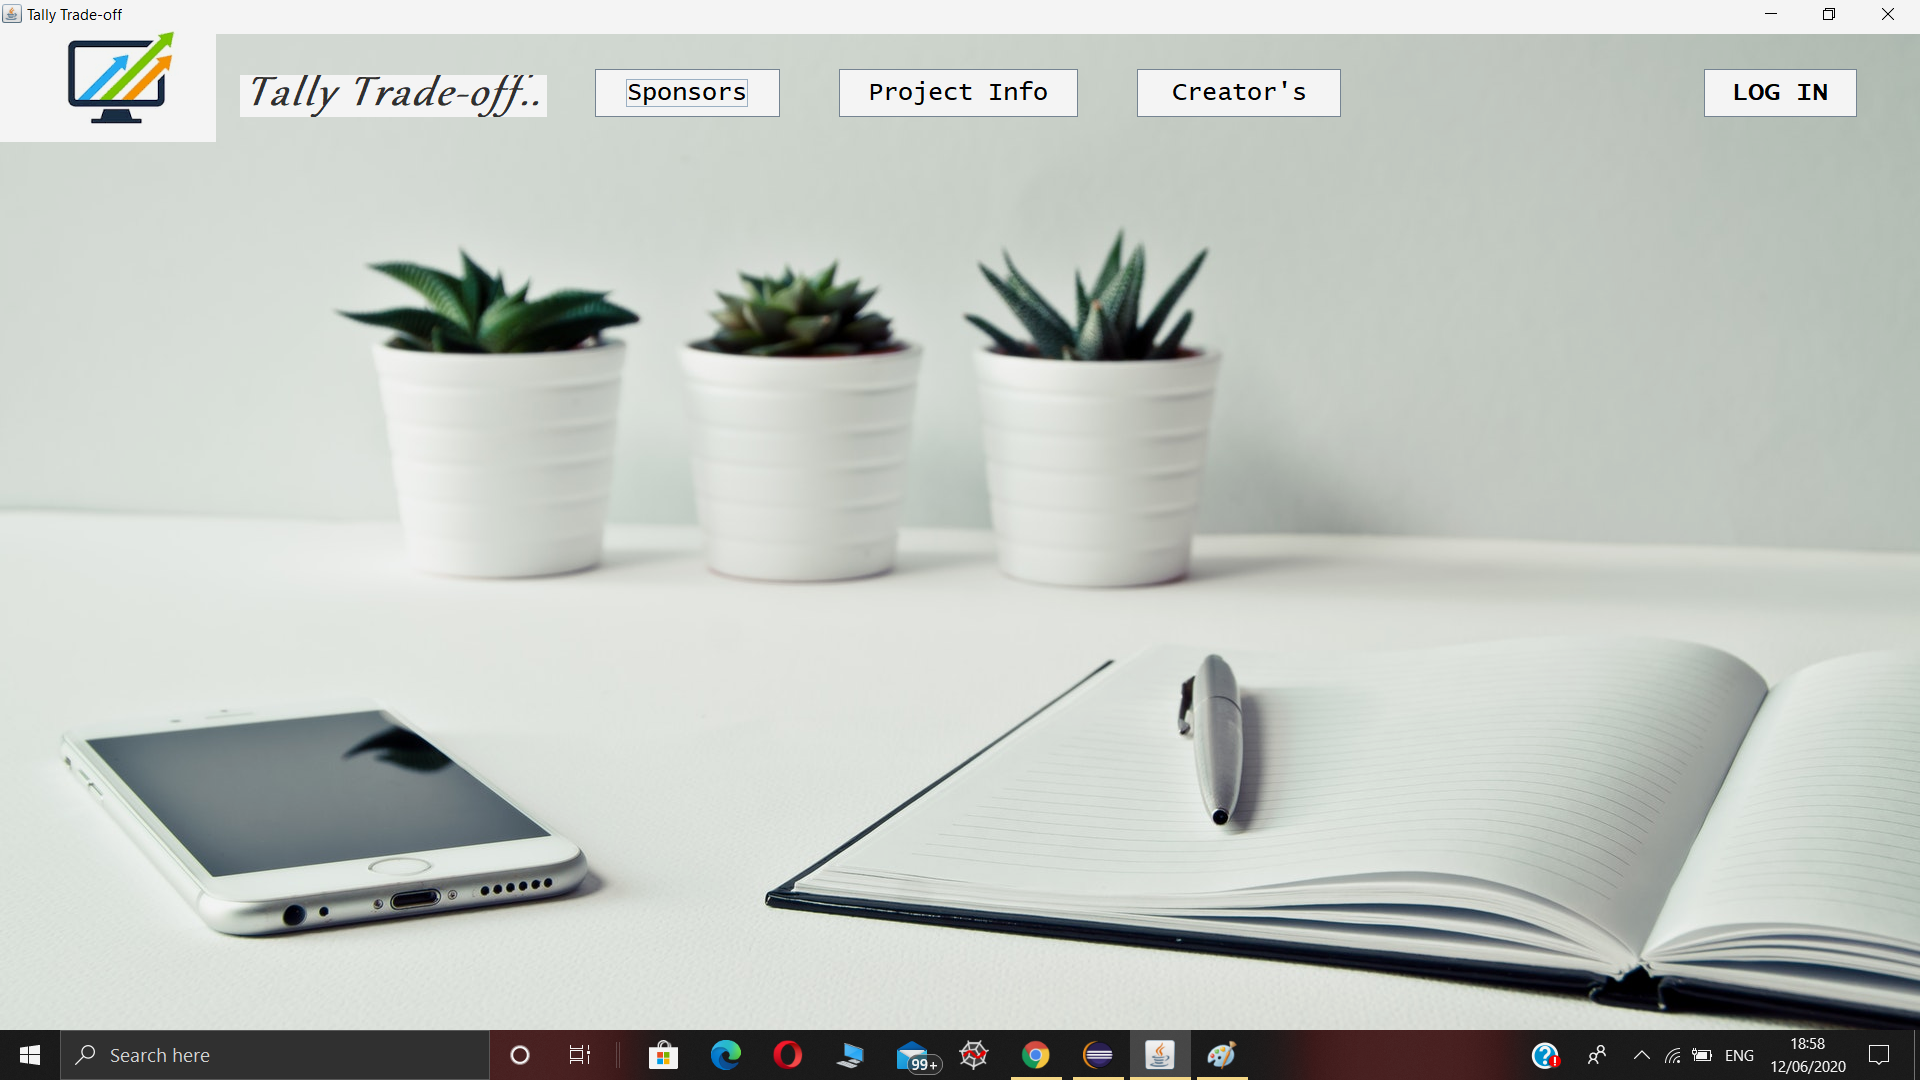 Tally Trade-off
Tally Trade-off..
Sponsors
Project Info
Creator's
LOG IN
Search here
99+
ENG
18:58
12/06/2020